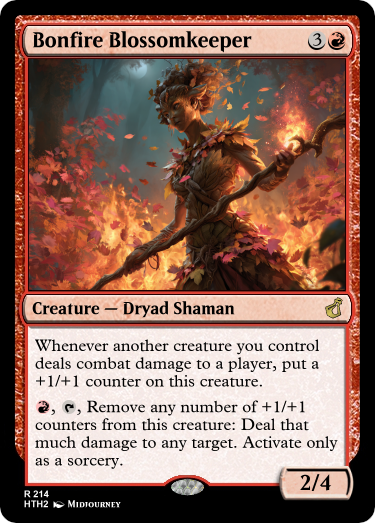 Bonfire Blossomkeeper 3
Creature — Dryad Shaman
Whenever another creature you control
deals combat damage to a player, put a
+1/+1 counter on this creature.
, , Remove any number of +1/+1
counters from this creature: Deal that
much damage to any target. Activate only
as a sorcery.
2/4
R 214
HTH2 Midjourney